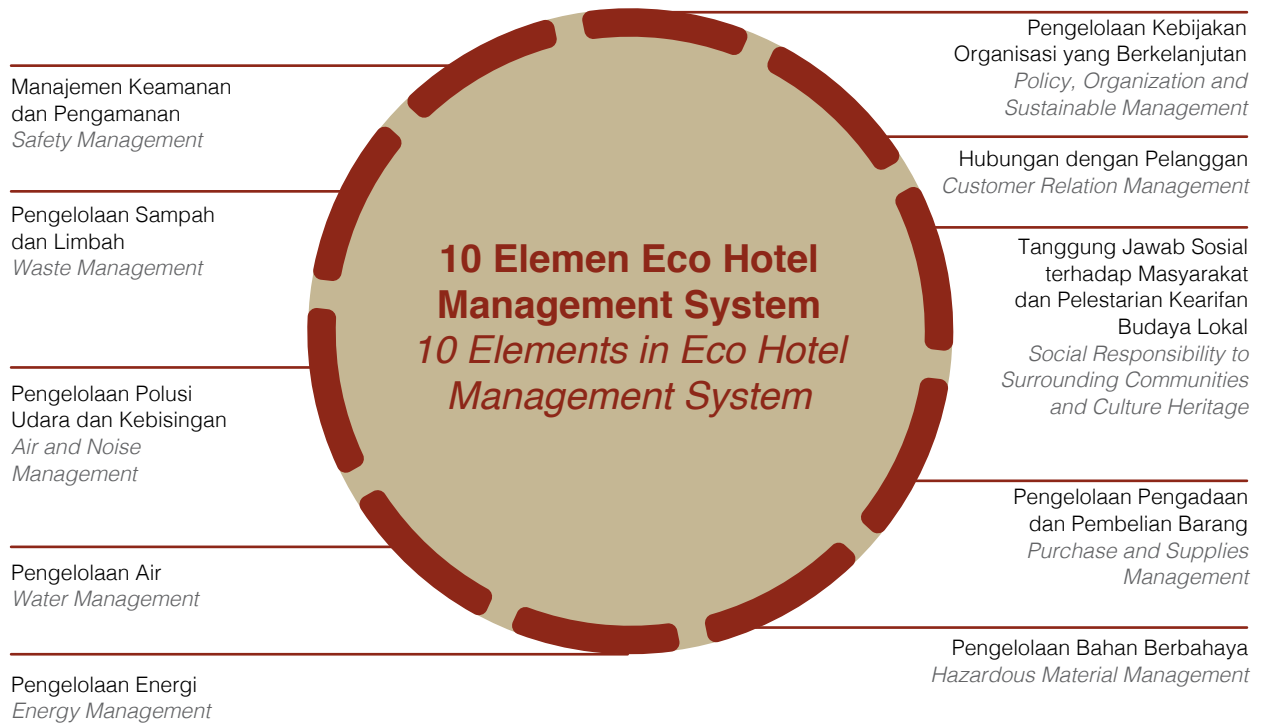 10 Elemen Eco Hotel
Management System
10 Elements in Eco Hotel
Management System
Pengelolaan Kebijakan
Organisasi yang Berkelanjutan
Policy, Organization and
Sustainable Management
Hubungan dengan Pelanggan
Customer Relation Management
Tanggung Jawab Sosial
terhadap Masyarakat
dan Pelestarian Kearifan
Budaya Lokal
Social Responsibility to
Surrounding Communities
and Culture Heritage
Pengelolaan Pengadaan
dan Pembelian Barang
Purchase and Supplies
Management
Pengelolaan Bahan Berbahaya
Hazardous Material Management
Pengelolaan Energi
Energy Management
Pengelolaan Air
Water Management
Pengelolaan Polusi
Udara dan Kebisingan
Air and Noise
Management
Pengelolaan Sampah
dan Limbah
Waste Management
Manajemen Keamanan
dan Pengamanan
Safety Management